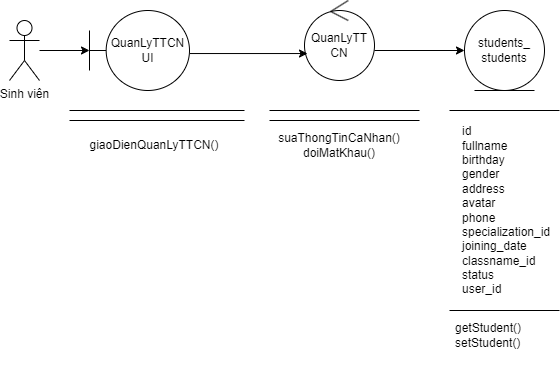 Sinh viên
QuanLyTTCN
UI
QuanLyTT
CN
students_
students
giaoDienQuanLyTTCN()
suaThongTinCaNhan()
doiMatKhau()
id
fullname
birthday
gender
address
avatar
phone
specialization_id
joining_date
classname_id
status
user_id
getStudent()
setStudent()